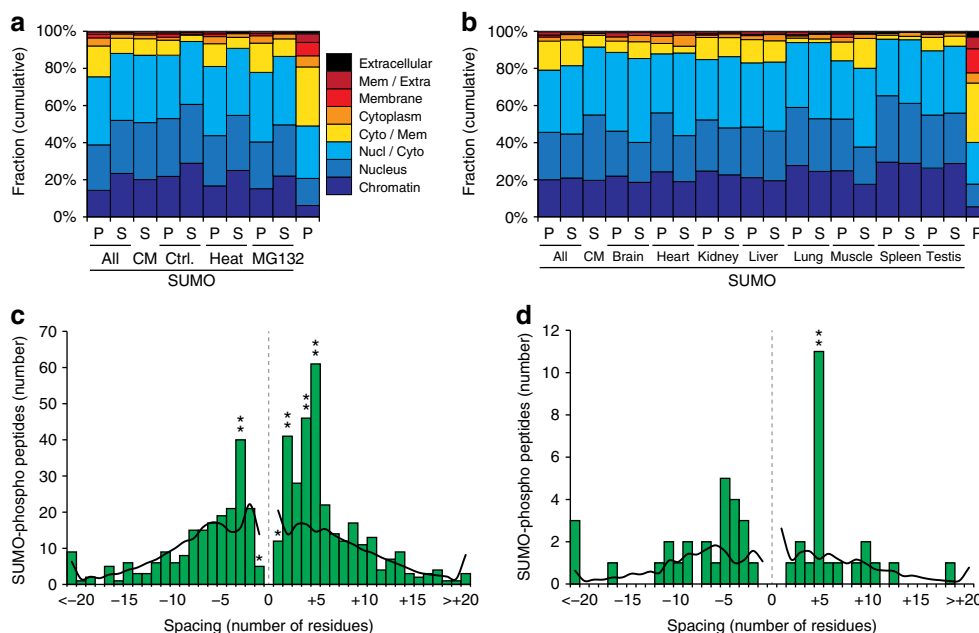 a
Fraction (cumulative)
100%
80%
60%
40%
20%
0%
P S S P S P S P S P
All CM Ctrl. Heat MG132
SUMO
Extracellular
Mem / Extra
Membrane
Cytoplasm
Cyto / Mem
Nucl / Cyto
Nucleus
Chromatin
b
Fraction (cumulative)
100%
80%
60%
40%
20%
0%
P S S P S P S P S P S P S P S P S P S P
All CM Brain Heart Kidney Liver Lung Muscle Spleen Testis
SUMO
c
SUMO-phospho peptides (number)
70
60
50
40
30
20
10
0
** * * ** ** **
<–20 –15 –10 –5 0 +5 +10 +15 >+20
Spacing (number of residues)
d
SUMO-phospho peptides (number)
12
10
8
6
4
2
0
**
<–20 –15 –10 –5 0 +5 +10 +15 >+20
Spacing (number of residues)